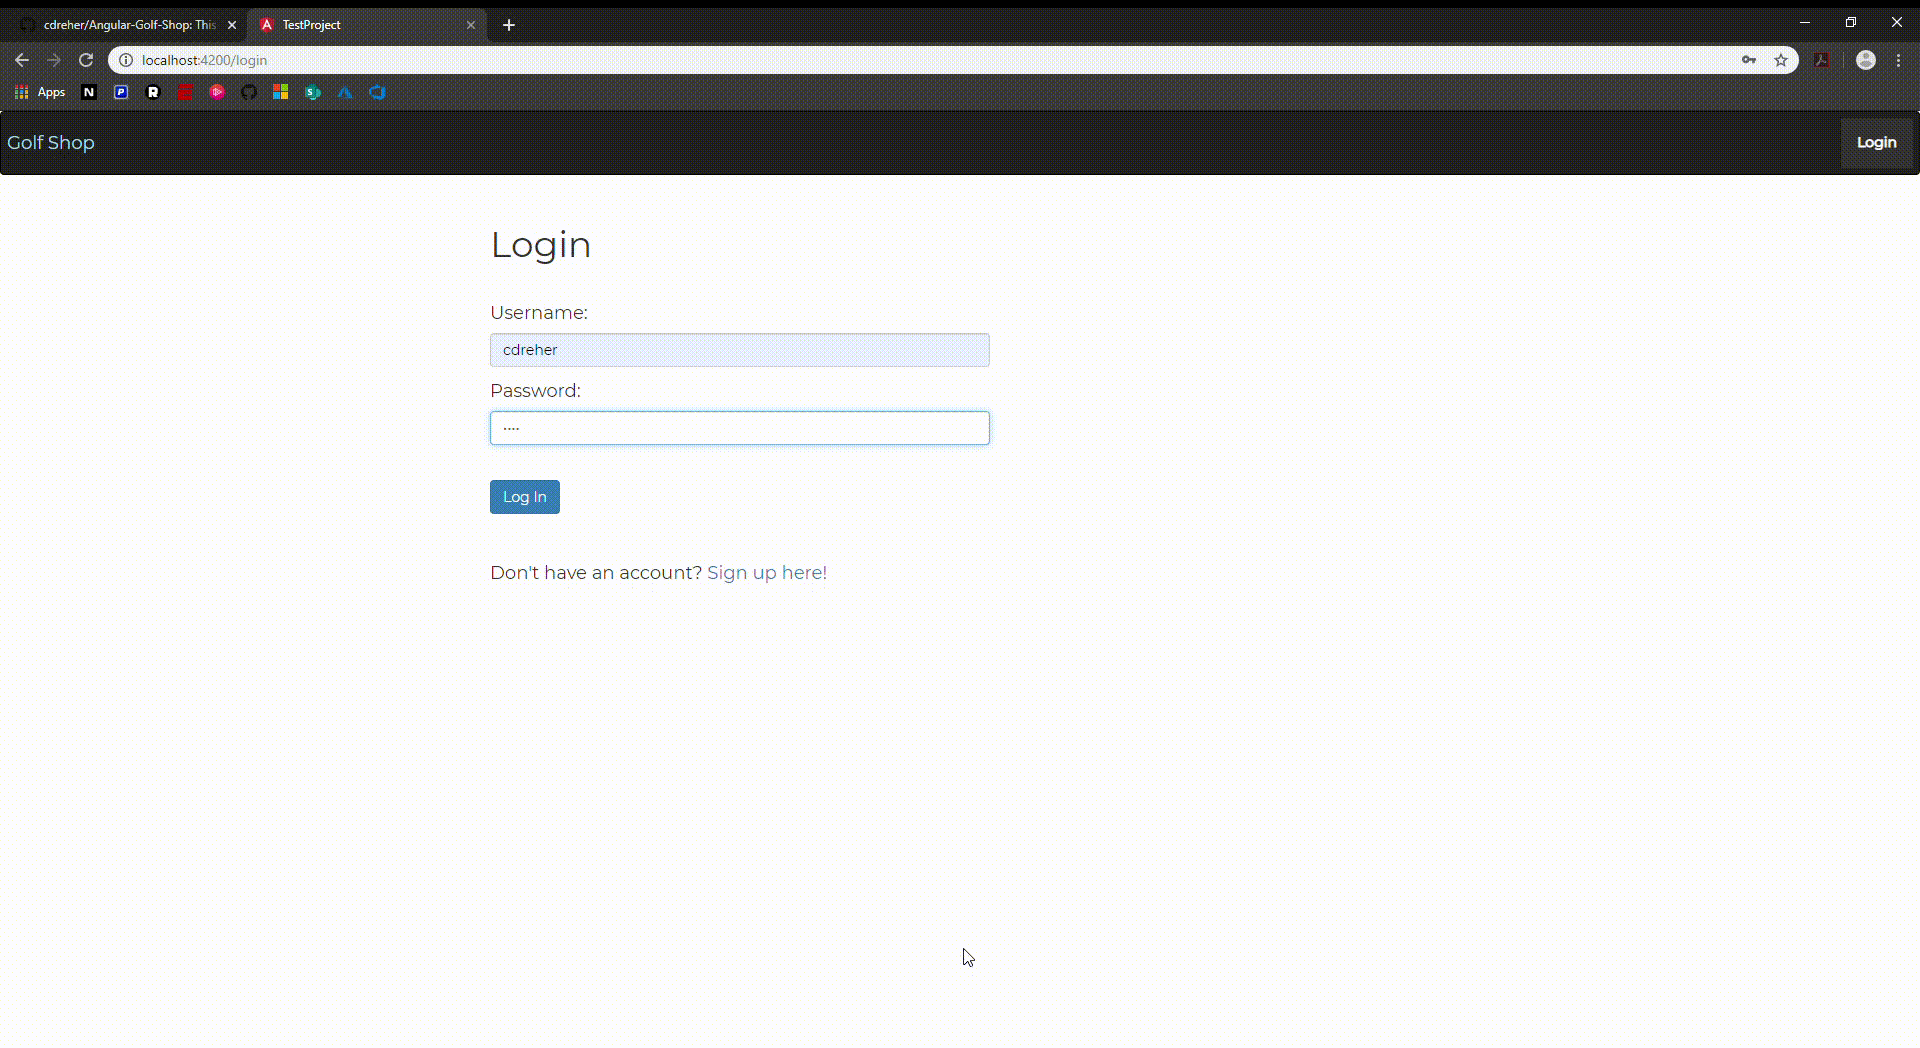 cdreher/Angular-Golf-Shop: This
TestProject
localhost:4200/login
Apps
Golf Shop
Login
Login
Username:
cdreher
Password:
····
Log In
Don't have an account? Sign up here!